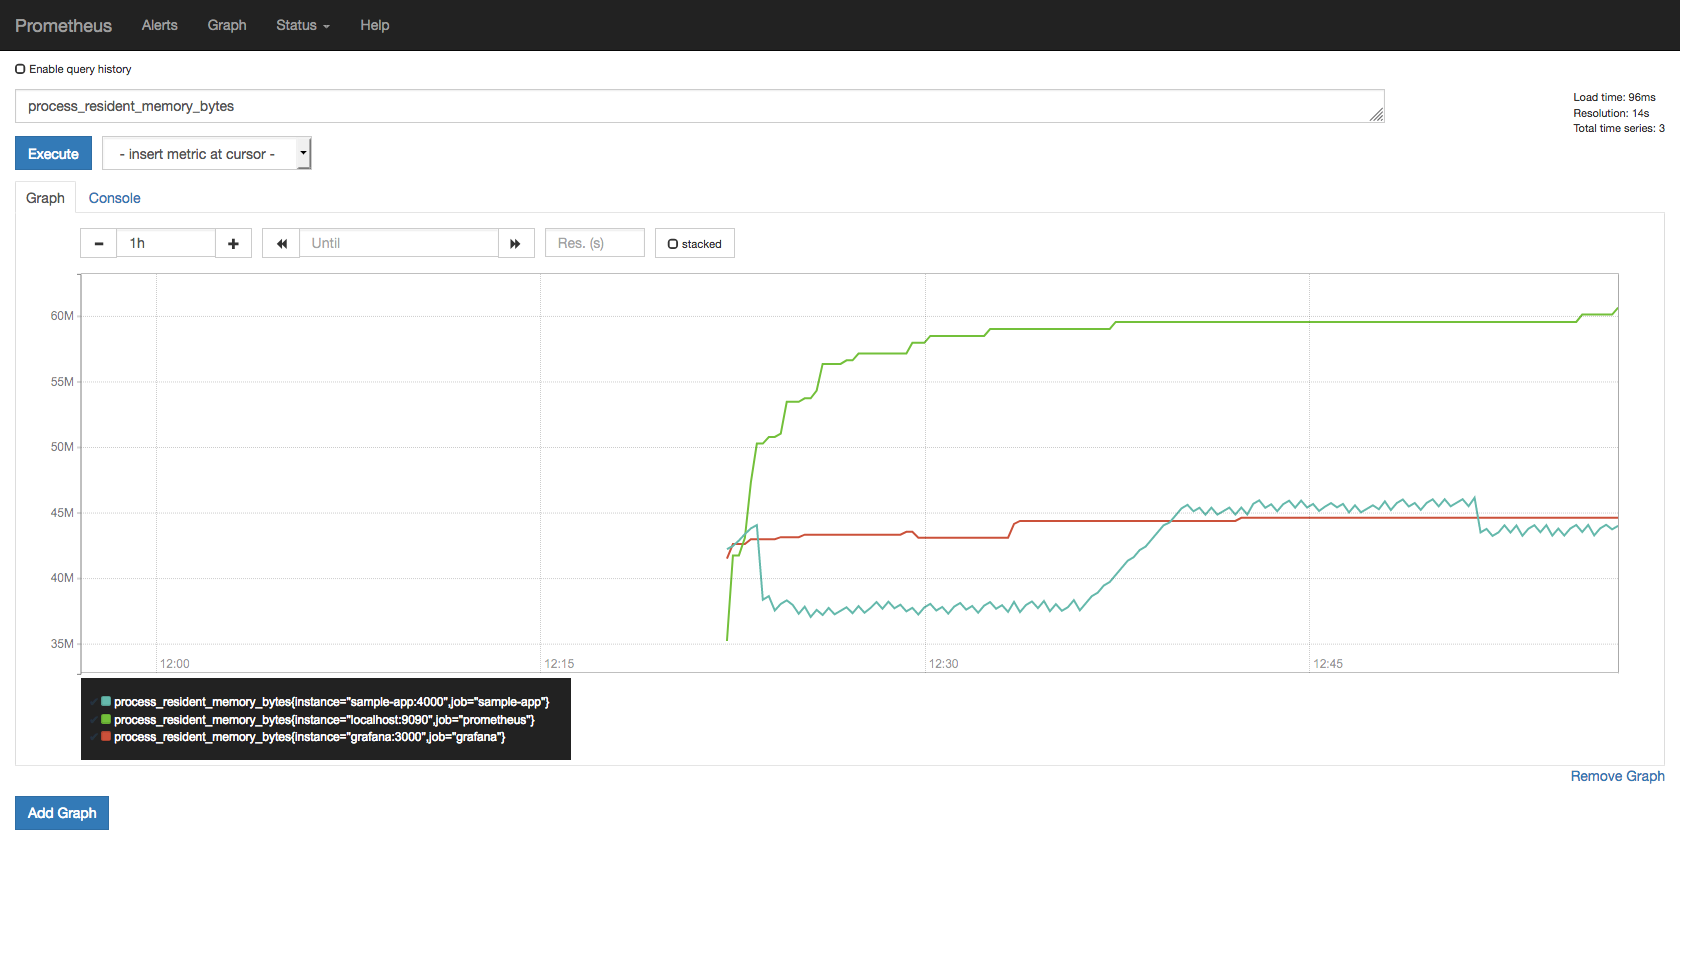 Prometheus Alerts Graph Status Help
Enable query history
process_resident_memory_bytes
Load time: 96ms
Resolution: 14s
Total time series: 3
Execute - insert metric at cursor -
Graph Console
1h Until Res. (s) stacked
60M
55M
50M
45M
40M
35M
12:00 12:15 12:30 12:45
process_resident_memory_bytes{instance="sample-app:4000",job="sample-app"}
process_resident_memory_bytes{instance="localhost:9090",job="prometheus"}
process_resident_memory_bytes{instance="grafana:3000",job="grafana"}
Remove Graph
Add Graph